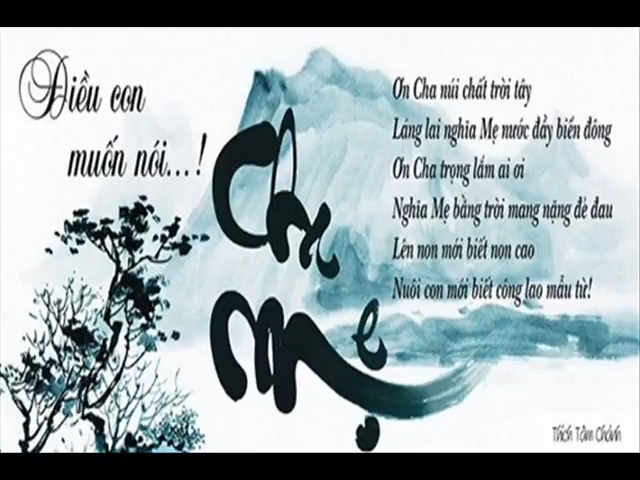 Điều con
muốn nói...!
Cha
Mẹ
Ơn Cha núi chất trời tây
Láng lai nghĩa Mẹ nước đầy biển đông
Ơn Cha trọng lắm ai ơi
Nghĩa Mẹ bằng trời mang nặng đẻ đau
Lên non mới biết non cao
Nuôi con mới biết công lao mẫu từ!
Thích Tâm Chánh